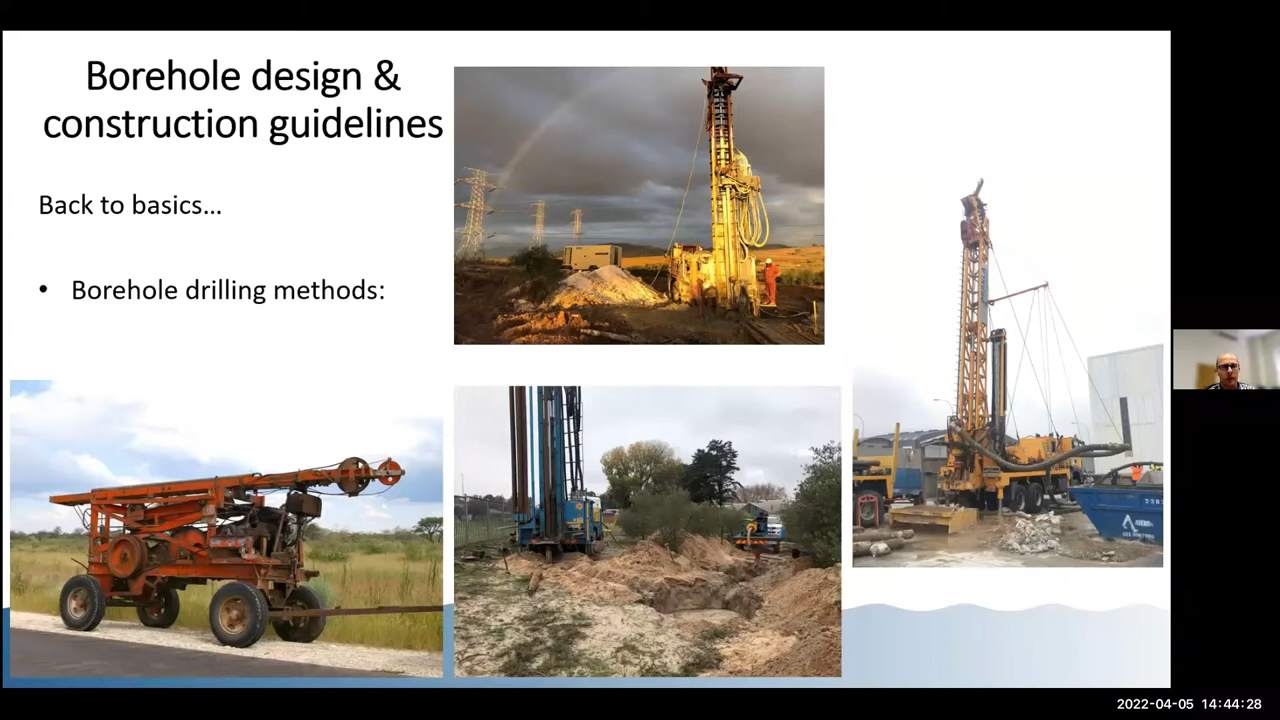 Borehole design &
construction guidelines
Back to basics...
• Borehole drilling methods:
2022-04-05 14:44:28